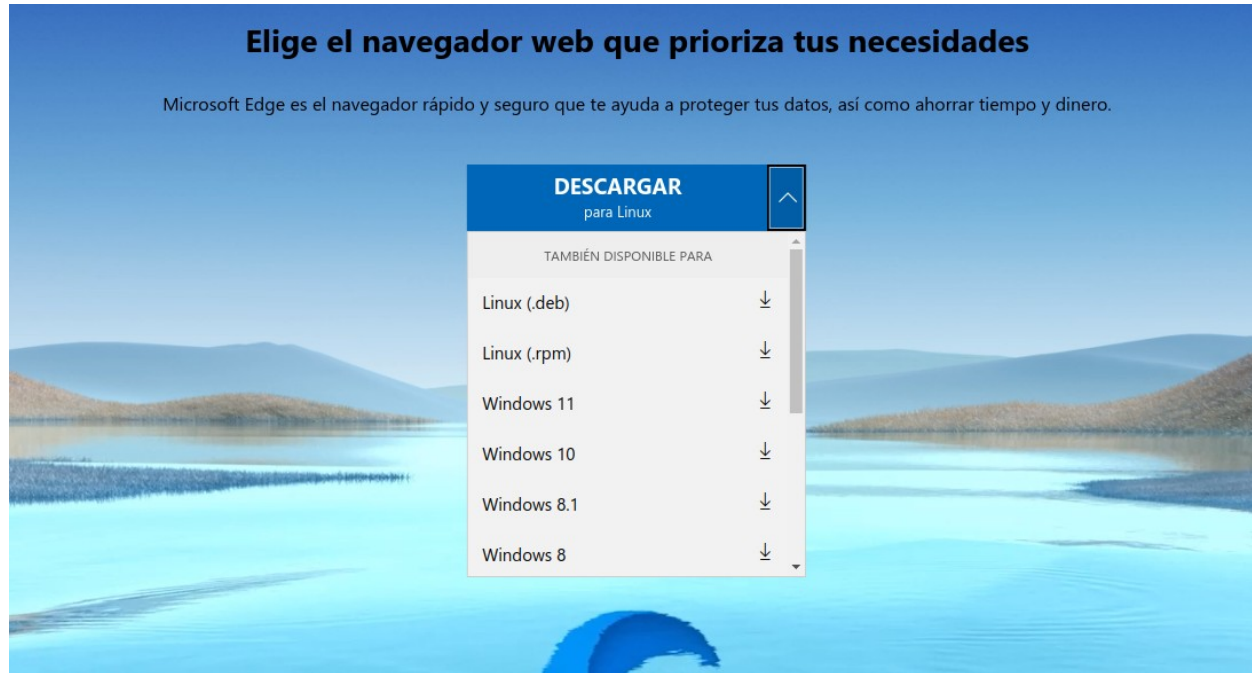 Elige el navegador web que prioriza tus necesidades
Microsoft Edge es el navegador rápido y seguro que te ayuda a proteger tus datos, así como ahorrar tiempo y dinero.
DESCARGAR
para Linux
TAMBIÉN DISPONIBLE PARA
Linux (.deb)
Linux (.rpm)
Windows 11
Windows 10
Windows 8.1
Windows 8